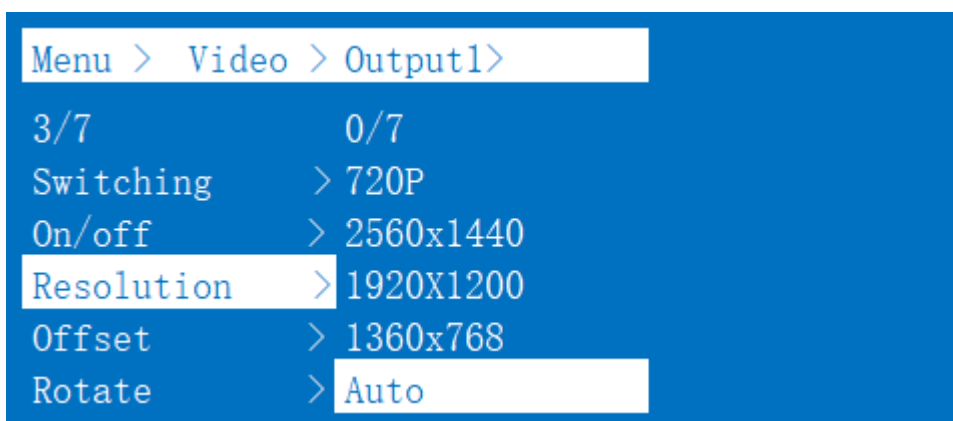 Menu > Video > Output1>
3/7 0/7
Switching > 720P
On/off > 2560x1440
Resolution > 1920X1200
Offset > 1360x768
Rotate > Auto